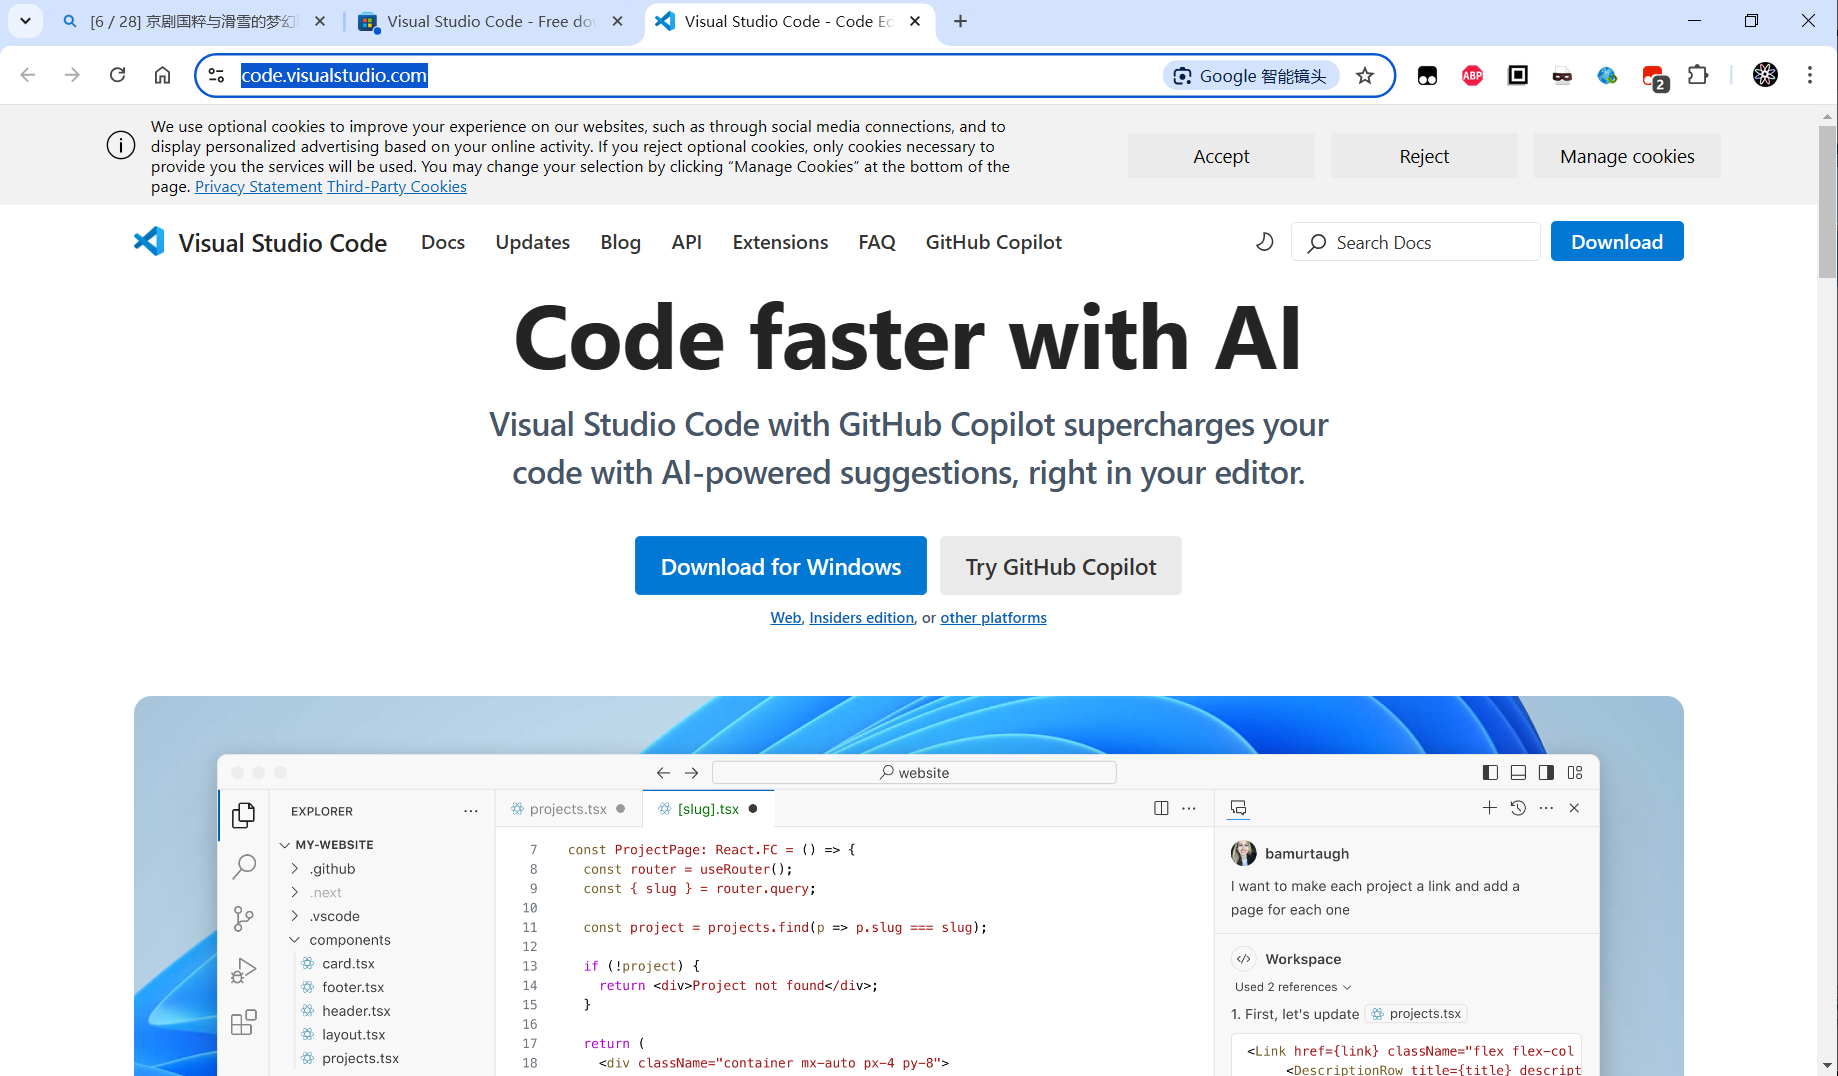 [6 / 28] 京剧国粹与滑雪的梦幻
Visual Studio Code - Free do
Visual Studio Code - Code Ed
code.visualstudio.com
Google 智能镜头
ABP
2
We use optional cookies to improve your experience on our websites, such as through social media connections, and to
display personalized advertising based on your online activity. If you reject optional cookies, only cookies necessary to
provide you the services will be used. You may change your selection by clicking “Manage Cookies” at the bottom of the
page. Privacy Statement Third-Party Cookies
Accept
Reject
Manage cookies
Visual Studio Code
Docs
Updates
Blog
API
Extensions
FAQ
GitHub Copilot
Search Docs
Download
Code faster with AI
Visual Studio Code with GitHub Copilot supercharges your
code with AI-powered suggestions, right in your editor.
Download for Windows
Try GitHub Copilot
Web, Insiders edition, or other platforms
website
EXPLORER
MY-WEBSITE
.github
.next
.vscode
components
card.tsx
footer.tsx
header.tsx
layout.tsx
projects.tsx
projects.tsx
[slug].tsx
7 const ProjectPage: React.FC = () => {
8 const router = useRouter();
9 const { slug } = router.query;
10
11 const project = projects.find(p => p.slug === slug);
12
13 if (!project) {
14 return <div>Project not found</div>;
15 }
16
17 return (
18 <div className="container mx-auto px-4 py-8">
bamurtaugh
I want to make each project a link and add a
page for each one
Workspace
Used 2 references
1. First, let's update projects.tsx
<Link href={link} className="flex flex-col
<DescriptionRow title={title} descript